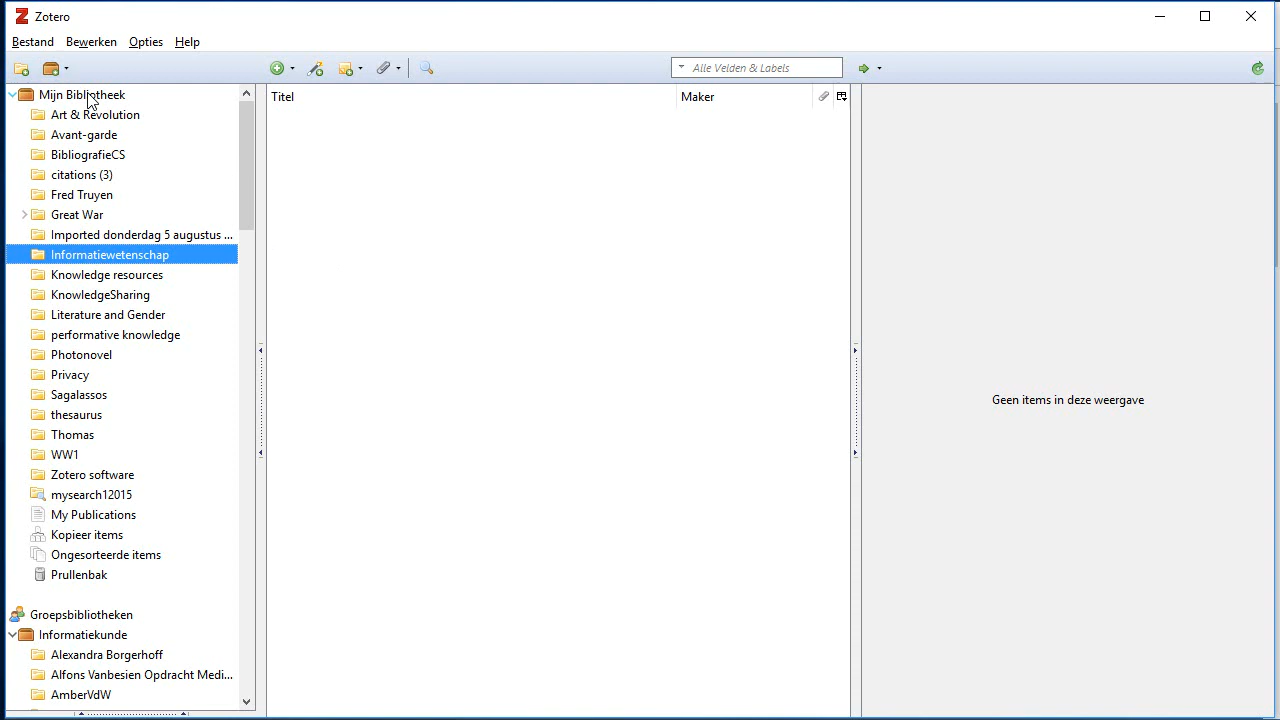 Zotero
Bestand Bewerken Opties Help
Alle Velden & Labels
Mijn Bibliotheek
Art & Revolution
Avant-garde
BibliografieCS
citations (3)
Fred Truyen
Great War
Imported donderdag 5 augustus ...
Informatiewetenschap
Knowledge resources
KnowledgeSharing
Literature and Gender
performative knowledge
Photonovel
Privacy
Sagalassos
thesaurus
Thomas
WW1
Zotero software
mysearch12015
My Publications
Kopieer items
Ongesorteerde items
Prullenbak
Groepsbibliotheken
Informatiekunde
Alexandra Borgerhoff
Alfons Vanbesien Opdracht Medi...
AmberVdW
Titel Maker
Geen items in deze weergave